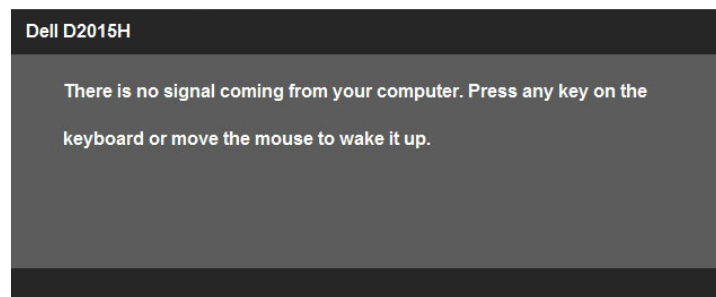 Dell D2015H
There is no signal coming from your computer. Press any key on the
keyboard or move the mouse to wake it up.